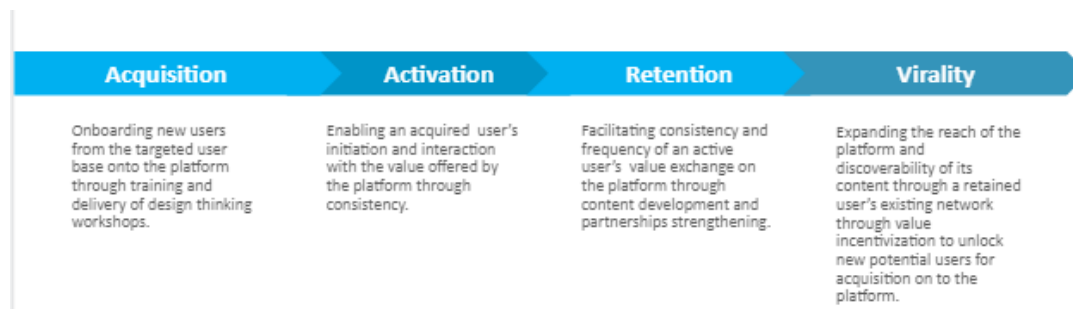 Acquisition
Activation
Retention
Virality
Onboarding new users
from the targeted user
base onto the platform
through training and
delivery of design thinking
workshops.
Enabling an acquired user's
initiation and interaction
with the value offered by
the platform through
consistency.
Facilitating consistency and
frequency of an active
user's value exchange on
the platform through
content development and
partnerships strengthening.
Expanding the reach of the
platform and
discoverability of its
content through a retained
user's existing network
through value
incentivization to unlock
new potential users for
acquisition on to the
platform.